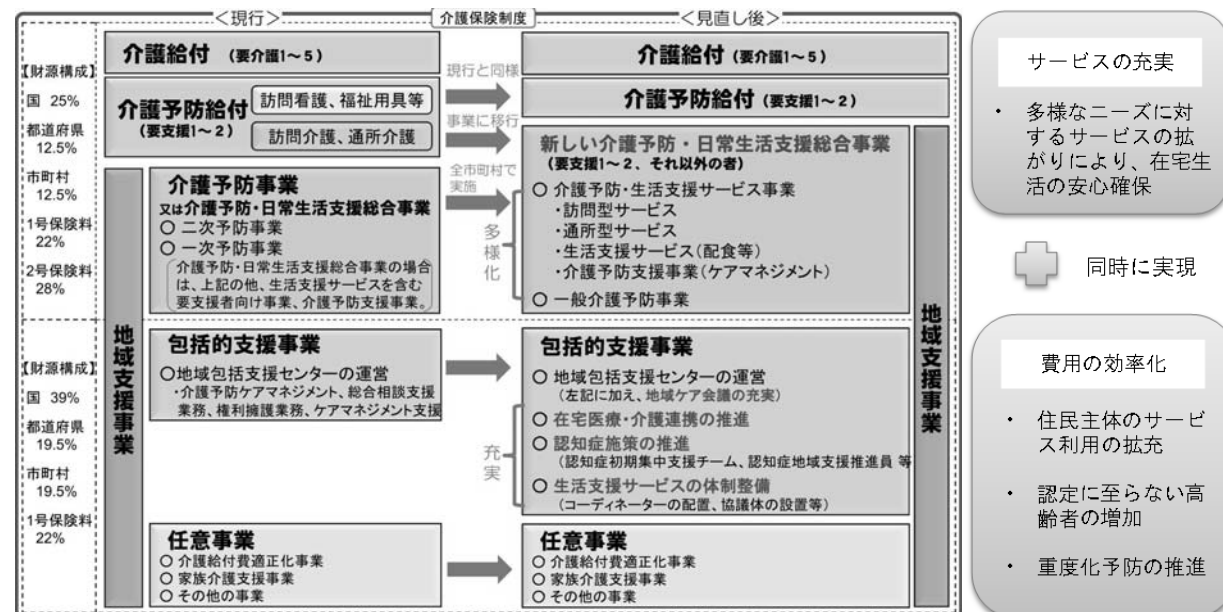 <現行>
介護保険制度
<見直し後>
【財源構成】
国 25%
都道府県
12.5%
市町村
12.5%
1号保険料
22%
2号保険料
28%
【財源構成】
国 39%
都道府県
19.5%
市町村
19.5%
1号保険料
22%
介護給付 (要介護1～5)
介護予防給付
(要支援1～2)
訪問看護、福祉用具等
訪問介護、通所介護
地域支援事業
介護予防事業
又は介護予防・日常生活支援総合事業
○ 二次予防事業
○ 一次予防事業
介護予防・日常生活支援総合事業の場合
は、上記の他、生活支援サービスを含む
要支援者向け事業、介護予防支援事業。
包括的支援事業
○地域包括支援センターの運営
・介護予防ケアマネジメント、総合相談支援
業務、権利擁護業務、ケアマネジメント支援
任意事業
○ 介護給付費適正化事業
○ 家族介護支援事業
○ その他の事業
現行と同様
事業に移行
全市町村で
実施
多様化
充実
介護給付 (要介護1～5)
介護予防給付 (要支援1～2)
新しい介護予防・日常生活支援総合事業
(要支援1～2、それ以外の者)
○ 介護予防・生活支援サービス事業
・訪問型サービス
・通所型サービス
・生活支援サービス(配食等)
・介護予防支援事業(ケアマネジメント)
○ 一般介護予防事業
包括的支援事業
○ 地域包括支援センターの運営
(左記に加え、地域ケア会議の充実)
○ 在宅医療・介護連携の推進
○ 認知症施策の推進
(認知症初期集中支援チーム、認知症地域支援推進員 等
○ 生活支援サービスの体制整備
(コーディネーターの配置、協議体の設置等)
任意事業
○ 介護給付費適正化事業
○ 家族介護支援事業
○ その他の事業
地域支援事業
サービスの充実
・ 多様なニーズに対
するサービスの拡
がりにより、在宅生
活の安心確保
同時に実現
費用の効率化
・ 住民主体のサービ
ス利用の拡充
・ 認定に至らない高
齢者の増加
・ 重度化予防の推進